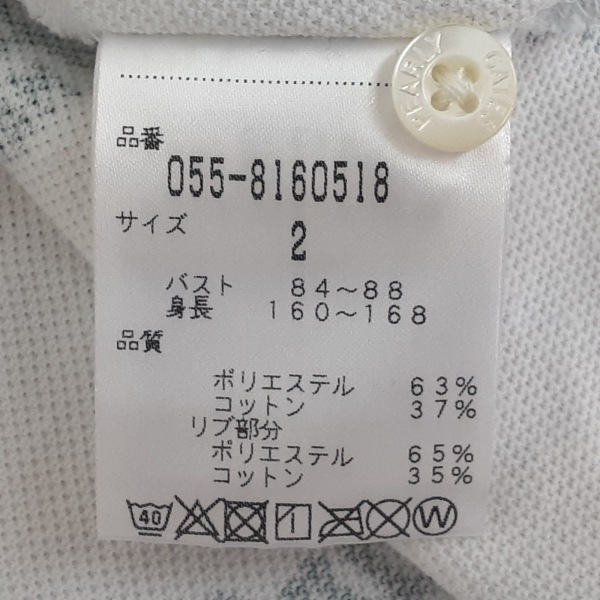 PEARLY GATES
品番
055-8160518
サイズ
2
バスト 84～88
身長 160～168
品質
ポリエステル 63%
コットン 37%
リブ部分
ポリエステル 65%
コットン 35%
40 W